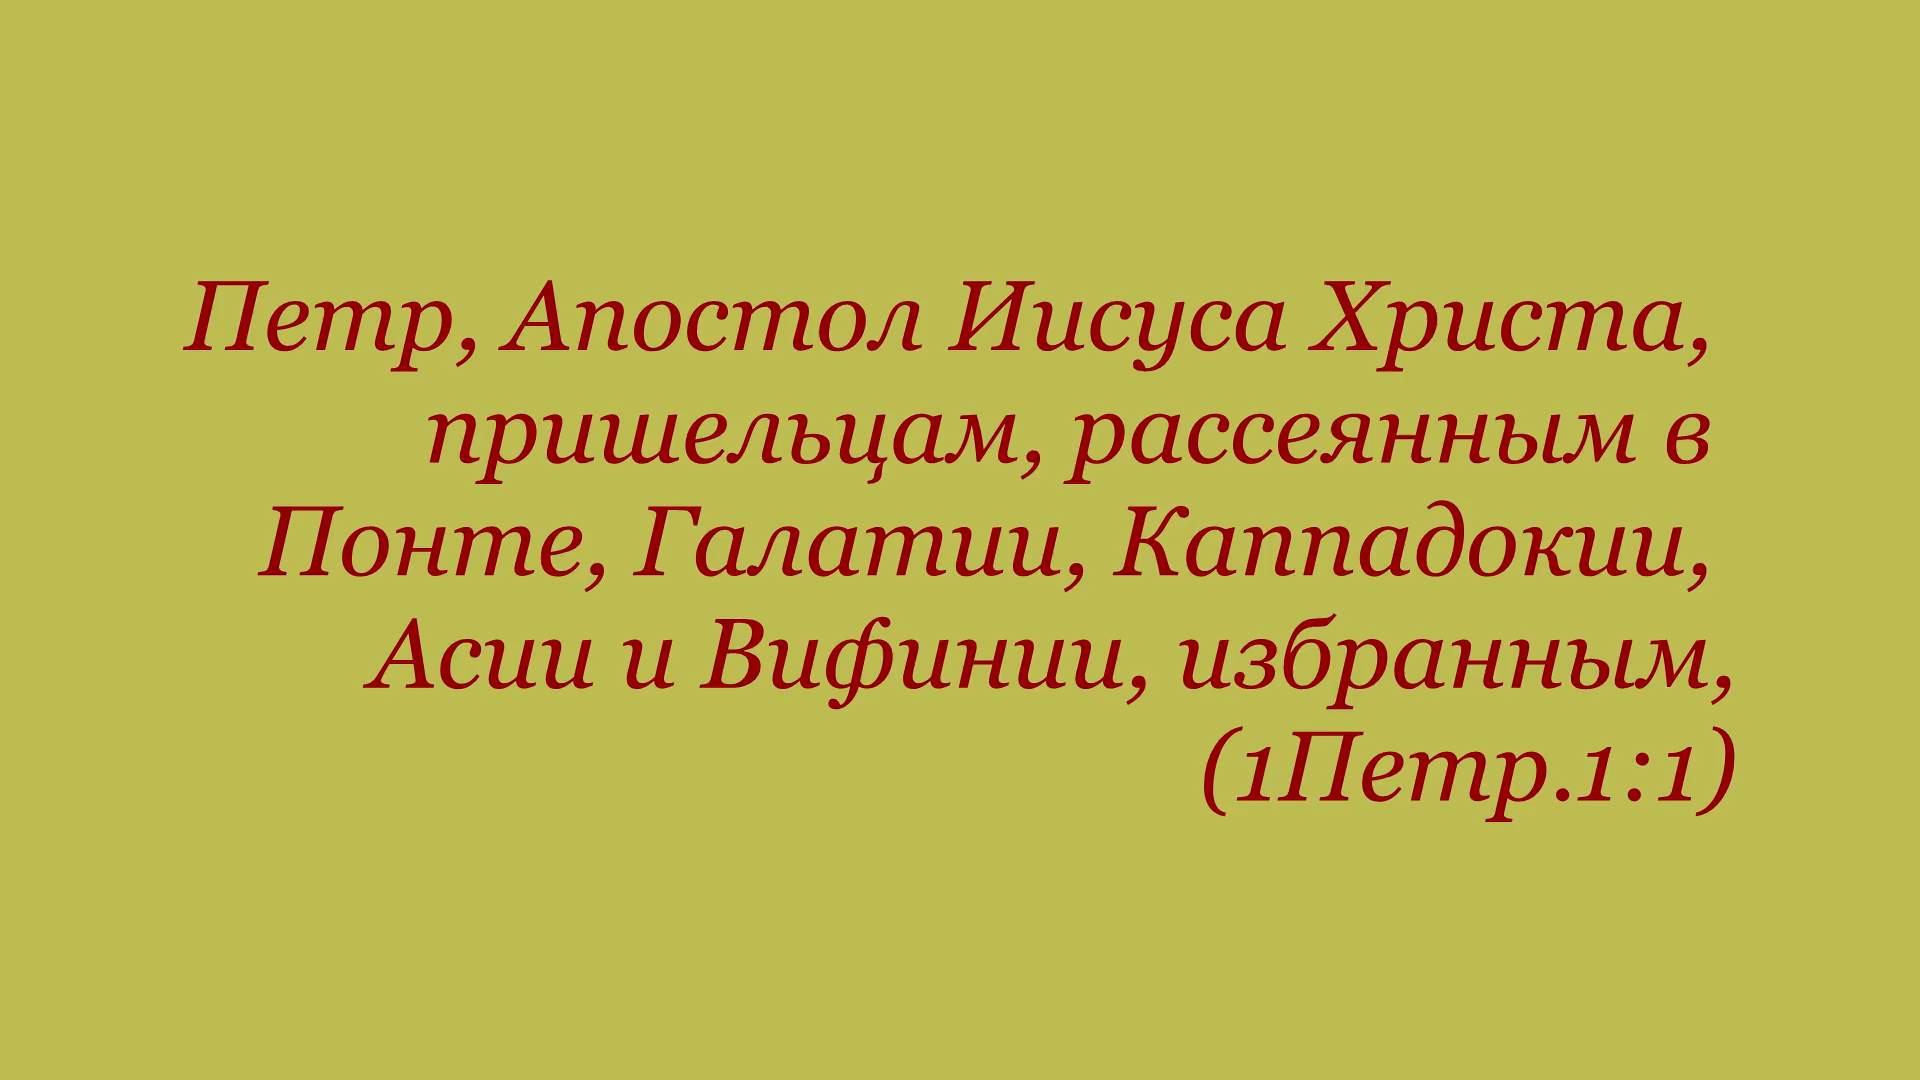 Петр, Апостол Иисуса Христа,
пришельцам, рассеянным в
Понте, Галатии, Каппадокии,
Асии и Вифинии, избранным,
(1Петр.1:1)